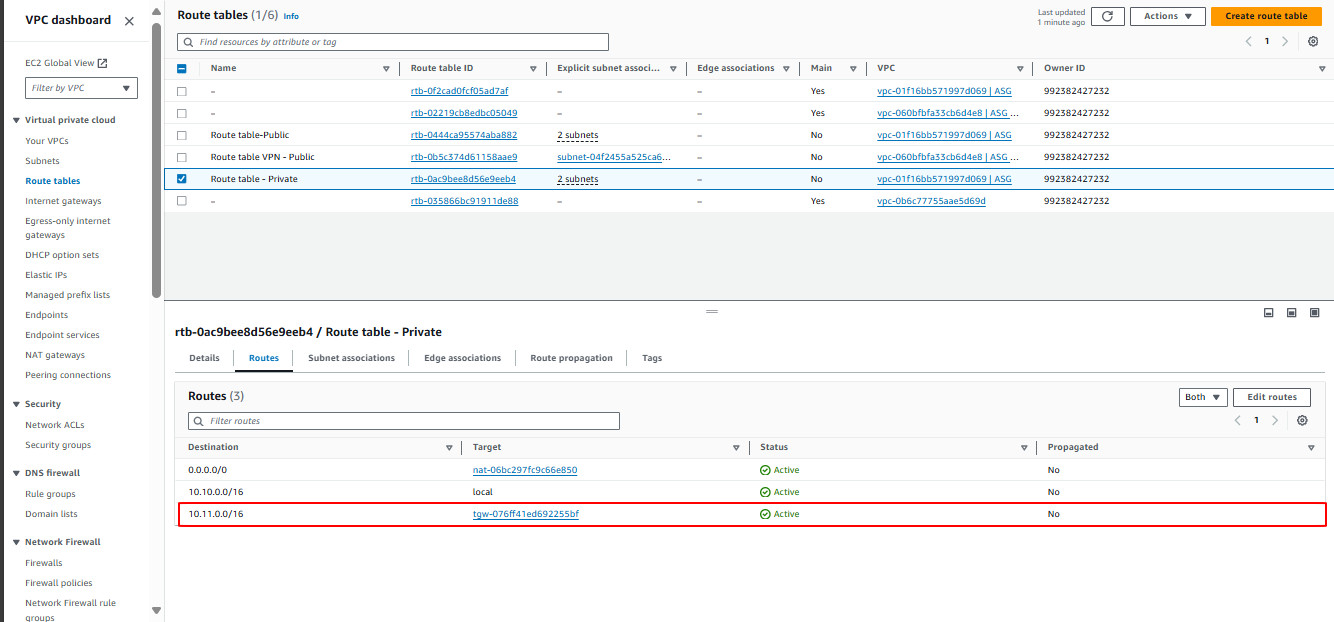 VPC dashboard
EC2 Global View
Filter by VPC
Virtual private cloud
Your VPCs
Subnets
Route tables
Internet gateways
Egress-only internet
gateways
DHCP option sets
Elastic IPs
Managed prefix lists
Endpoints
Endpoint services
NAT gateways
Peering connections
Security
Network ACLs
Security groups
DNS firewall
Rule groups
Domain lists
Network Firewall
Firewalls
Firewall policies
Network Firewall rule
groups
Route tables (1/6) Info
Last updated
1 minute ago
Actions
Create route table
Find resources by attribute or tag
1
Name Route table ID Explicit subnet associ... Edge associations Main VPC Owner ID
– rtb-0f2cad0fcf05ad7af – – Yes vpc-01f16bb571997d069 | ASG 992382427232
– rtb-02219cb8edbc05049 – – Yes vpc-060bfbfa33cb6d4e8 | ASG ... 992382427232
Route table-Public rtb-0444ca95574aba882 2 subnets – No vpc-01f16bb571997d069 | ASG 992382427232
Route table VPN - Public rtb-0b5c374d61158aae9 subnet-04f2455a525ca6... – No vpc-060bfbfa33cb6d4e8 | ASG ... 992382427232
Route table - Private rtb-0ac9bee8d56e9eeb4 2 subnets – No vpc-01f16bb571997d069 | ASG 992382427232
– rtb-035866bc91911de88 – – Yes vpc-0b6c77755aae5d69d 992382427232
rtb-0ac9bee8d56e9eeb4 / Route table - Private
Details Routes Subnet associations Edge associations Route propagation Tags
Routes (3)
Both
Edit routes
Filter routes
1
Destination Target Status Propagated
0.0.0.0/0 nat-06bc297fc9c66e850 Active No
10.10.0.0/16 local Active No
10.11.0.0/16 tgw-076ff41ed692255bf Active No